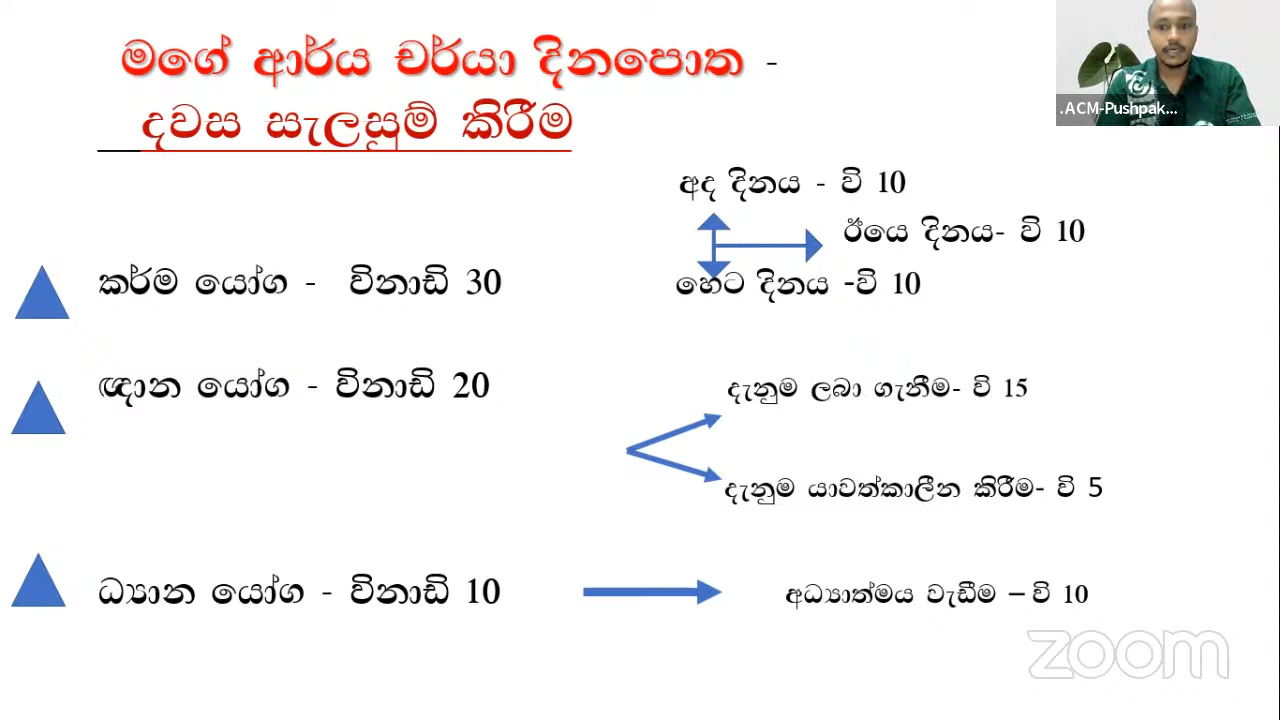 මගේ ආර්ය චර්යා දිනපොත -
දවස සැලසුම් කිරීම
.ACM-Pushpak...
අද දිනය - වි 10
ඊයෙ දිනය- වි 10
හෙට දිනය -වි 10
කර්ම යෝග - විනාඩි 30
ඥාන යෝග - විනාඩි 20
දැනුම ලබා ගැනීම- වි 15
දැනුම යාවත්කාලීන කිරීම- වි 5
ධ්‍යාන යෝග - විනාඩි 10
අධ්‍යාත්මය වැඩීම – වි 10
zoom